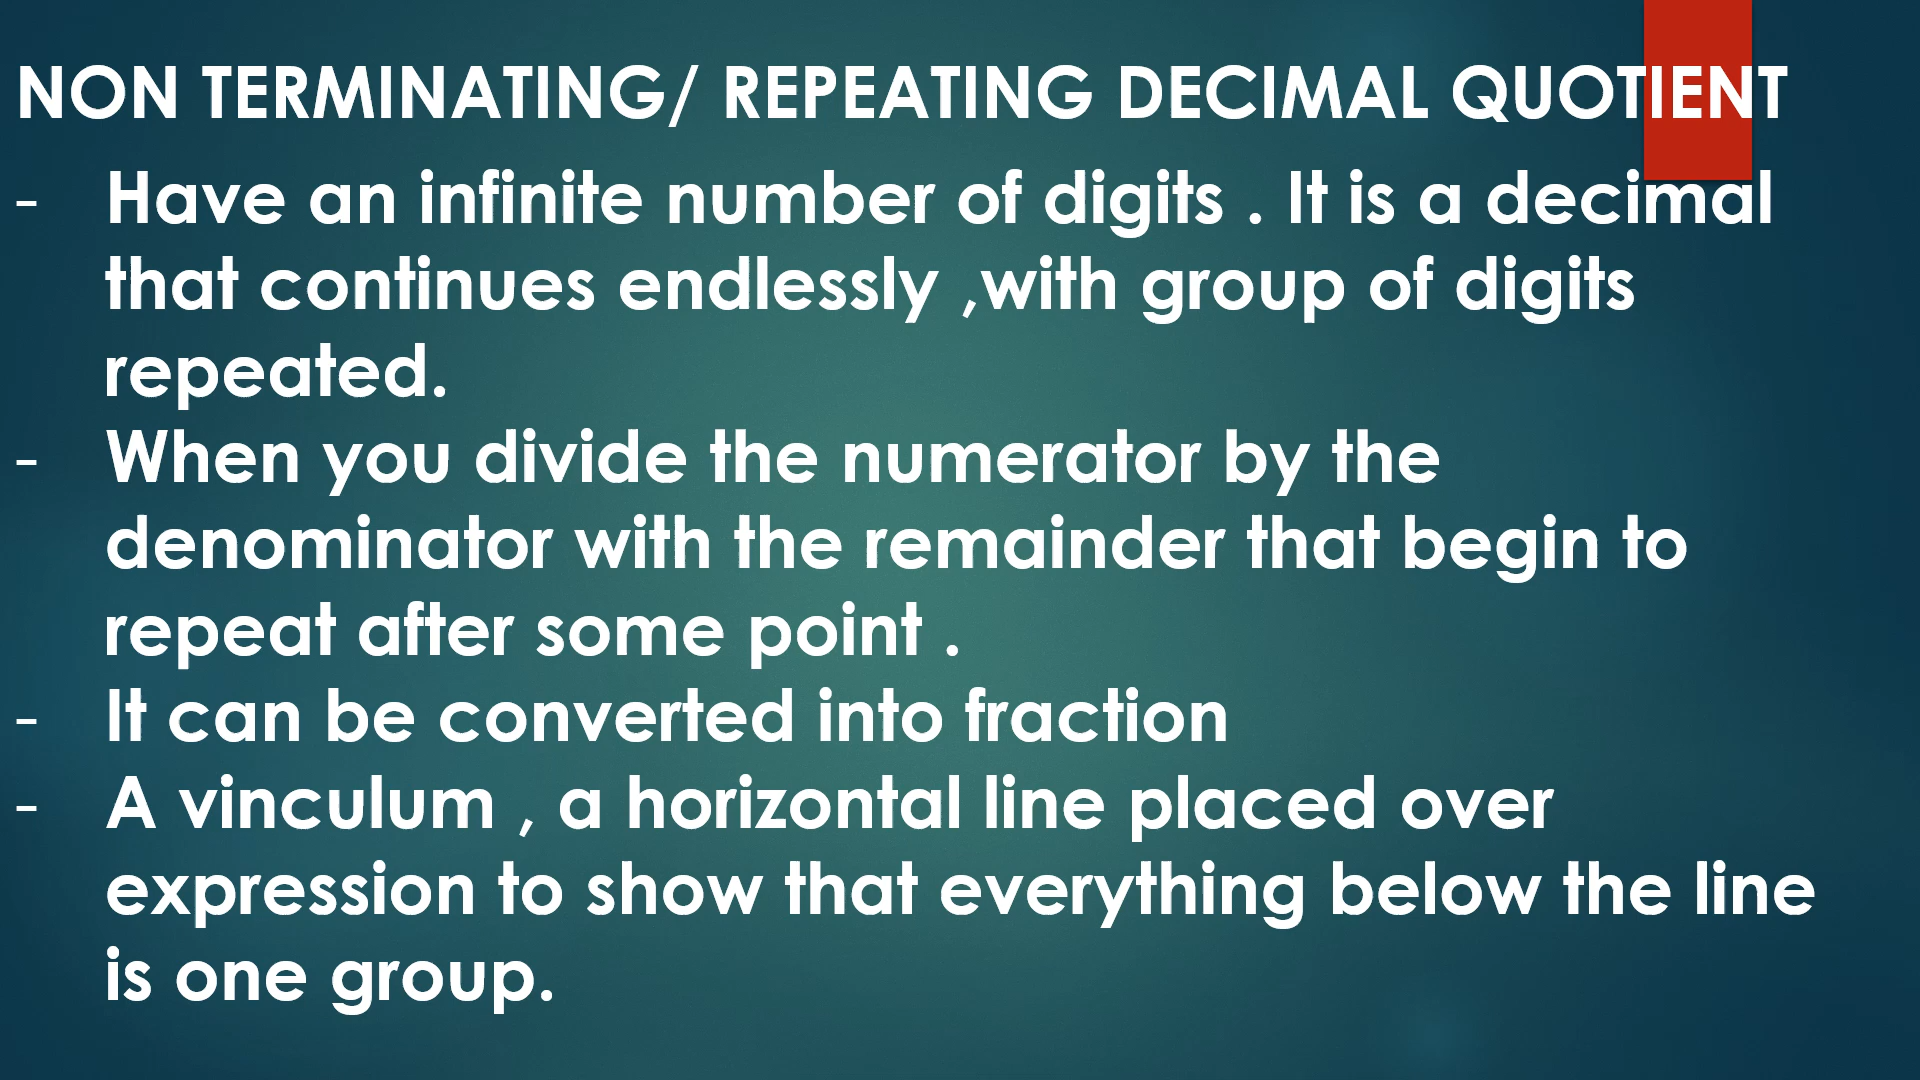 NON TERMINATING/ REPEATING DECIMAL QUOTIENT
- Have an infinite number of digits . It is a decimal
that continues endlessly ,with group of digits
repeated.
- When you divide the numerator by the
denominator with the remainder that begin to
repeat after some point .
- It can be converted into fraction
- A vinculum , a horizontal line placed over
expression to show that everything below the line
is one group.